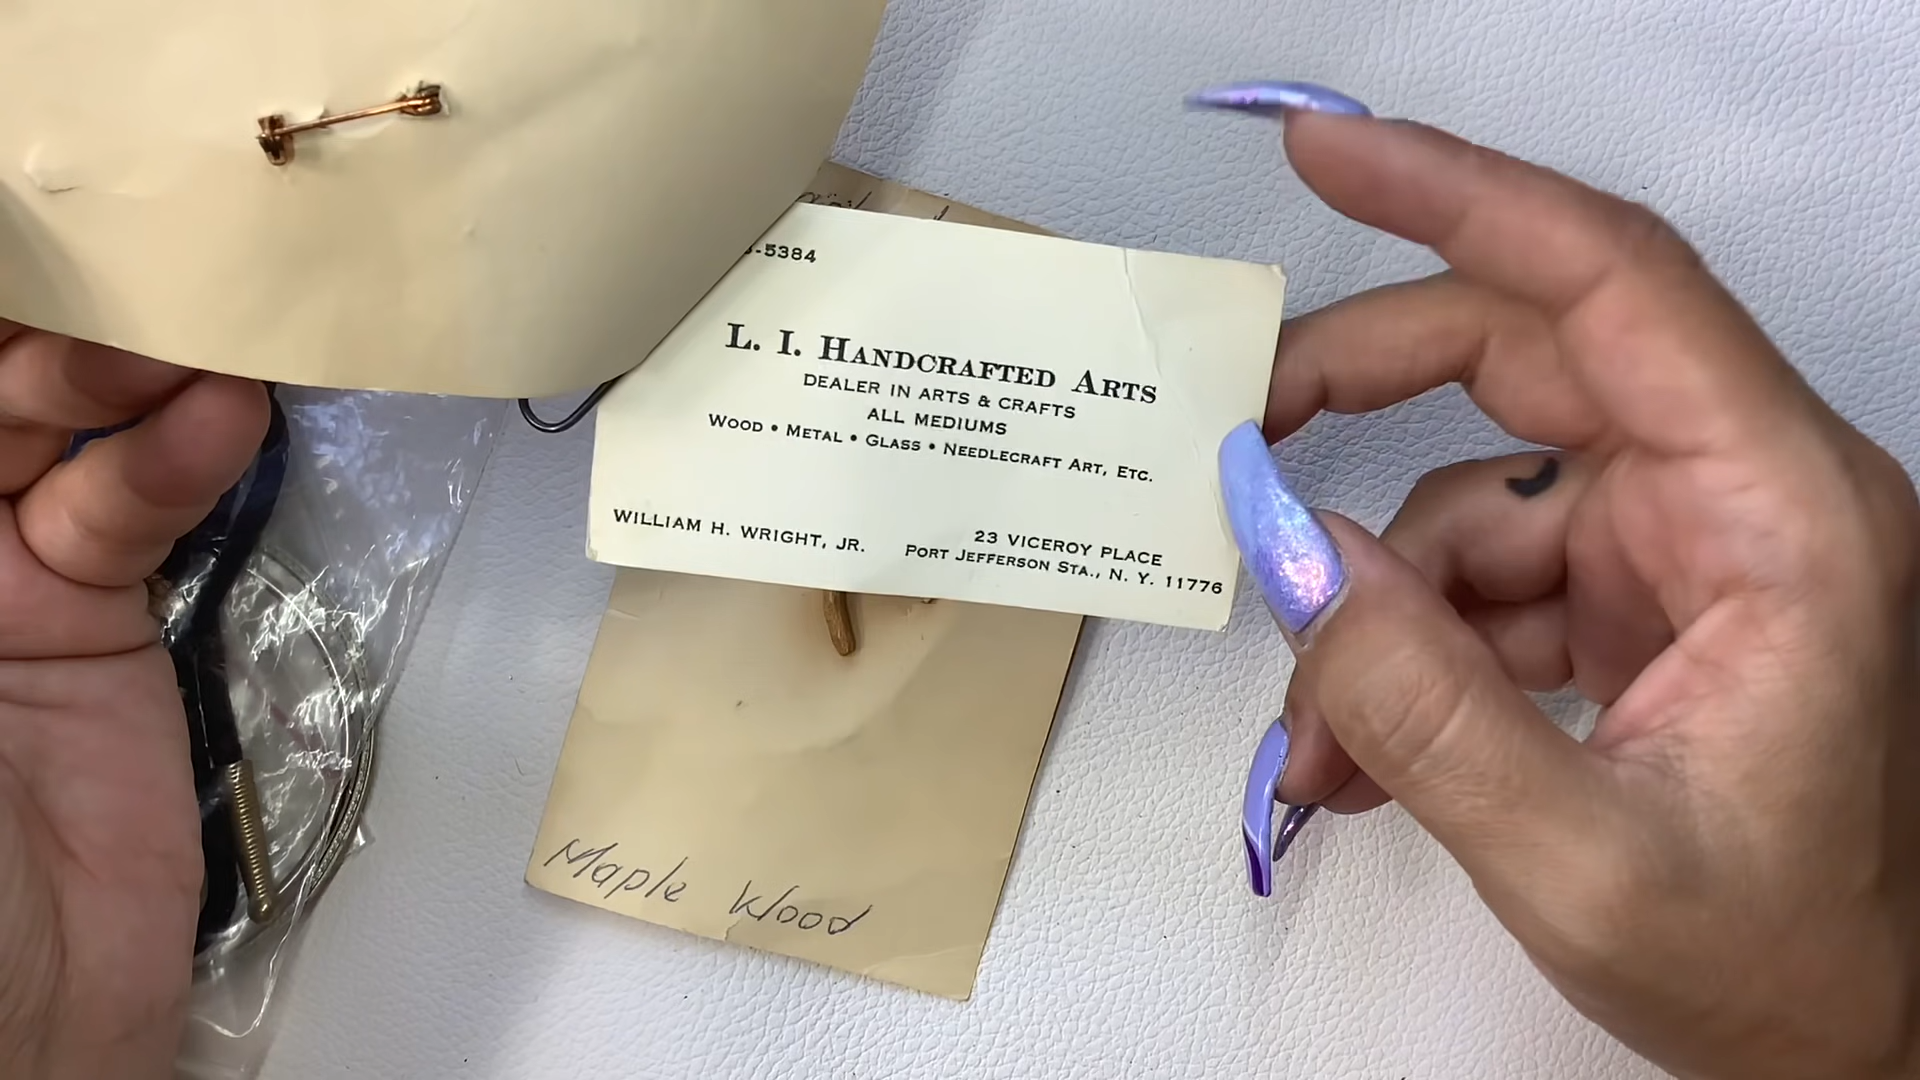 -5384
L. I. HANDCRAFTED ARTS
DEALER IN ARTS & CRAFTS
ALL MEDIUMS
WOOD • METAL • GLASS • NEEDLECRAFT ART, ETC.
WILLIAM H. WRIGHT, JR.
23 VICEROY PLACE
PORT JEFFERSON STA., N. Y. 11776
Maple Wood